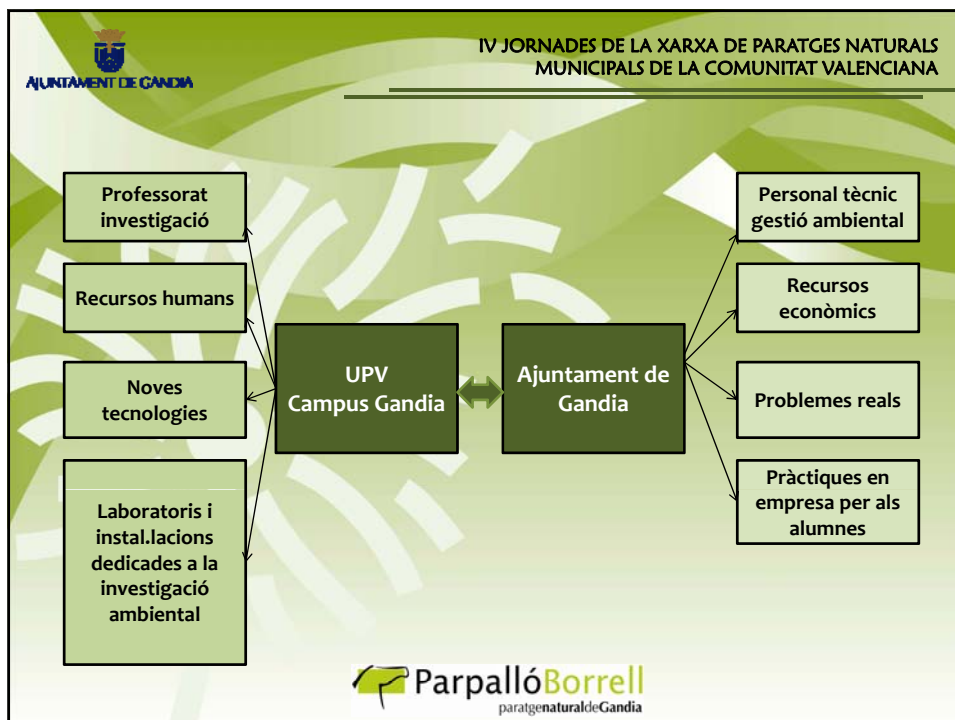 AJUNTAMENT DE GANDIA
IV JORNADES DE LA XARXA DE PARATGES NATURALS
MUNICIPALS DE LA COMUNITAT VALENCIANA
Professorat
investigació
Recursos humans
Noves
tecnologies
Laboratoris i
instal.lacions
dedicades a la
investigació
ambiental
UPV
Campus Gandia
Ajuntament de
Gandia
Personal tècnic
gestió ambiental
Recursos
econòmics
Problemes reals
Pràctiques en
empresa per als
alumnes
ParpallóBorrell
paratgenaturaldeGandia